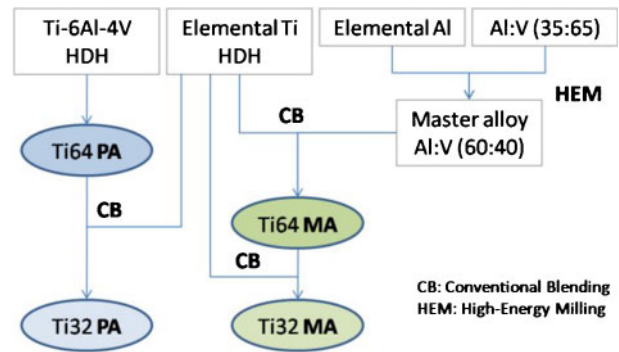 Ti-6Al-4V
HDH
Elemental Ti
HDH
Elemental Al
Al:V (35:65)
HEM
CB
Master alloy
Al:V (60:40)
Ti64 PA
CB
Ti64 MA
CB
CB: Conventional Blending
HEM: High-Energy Milling
Ti32 PA
Ti32 MA